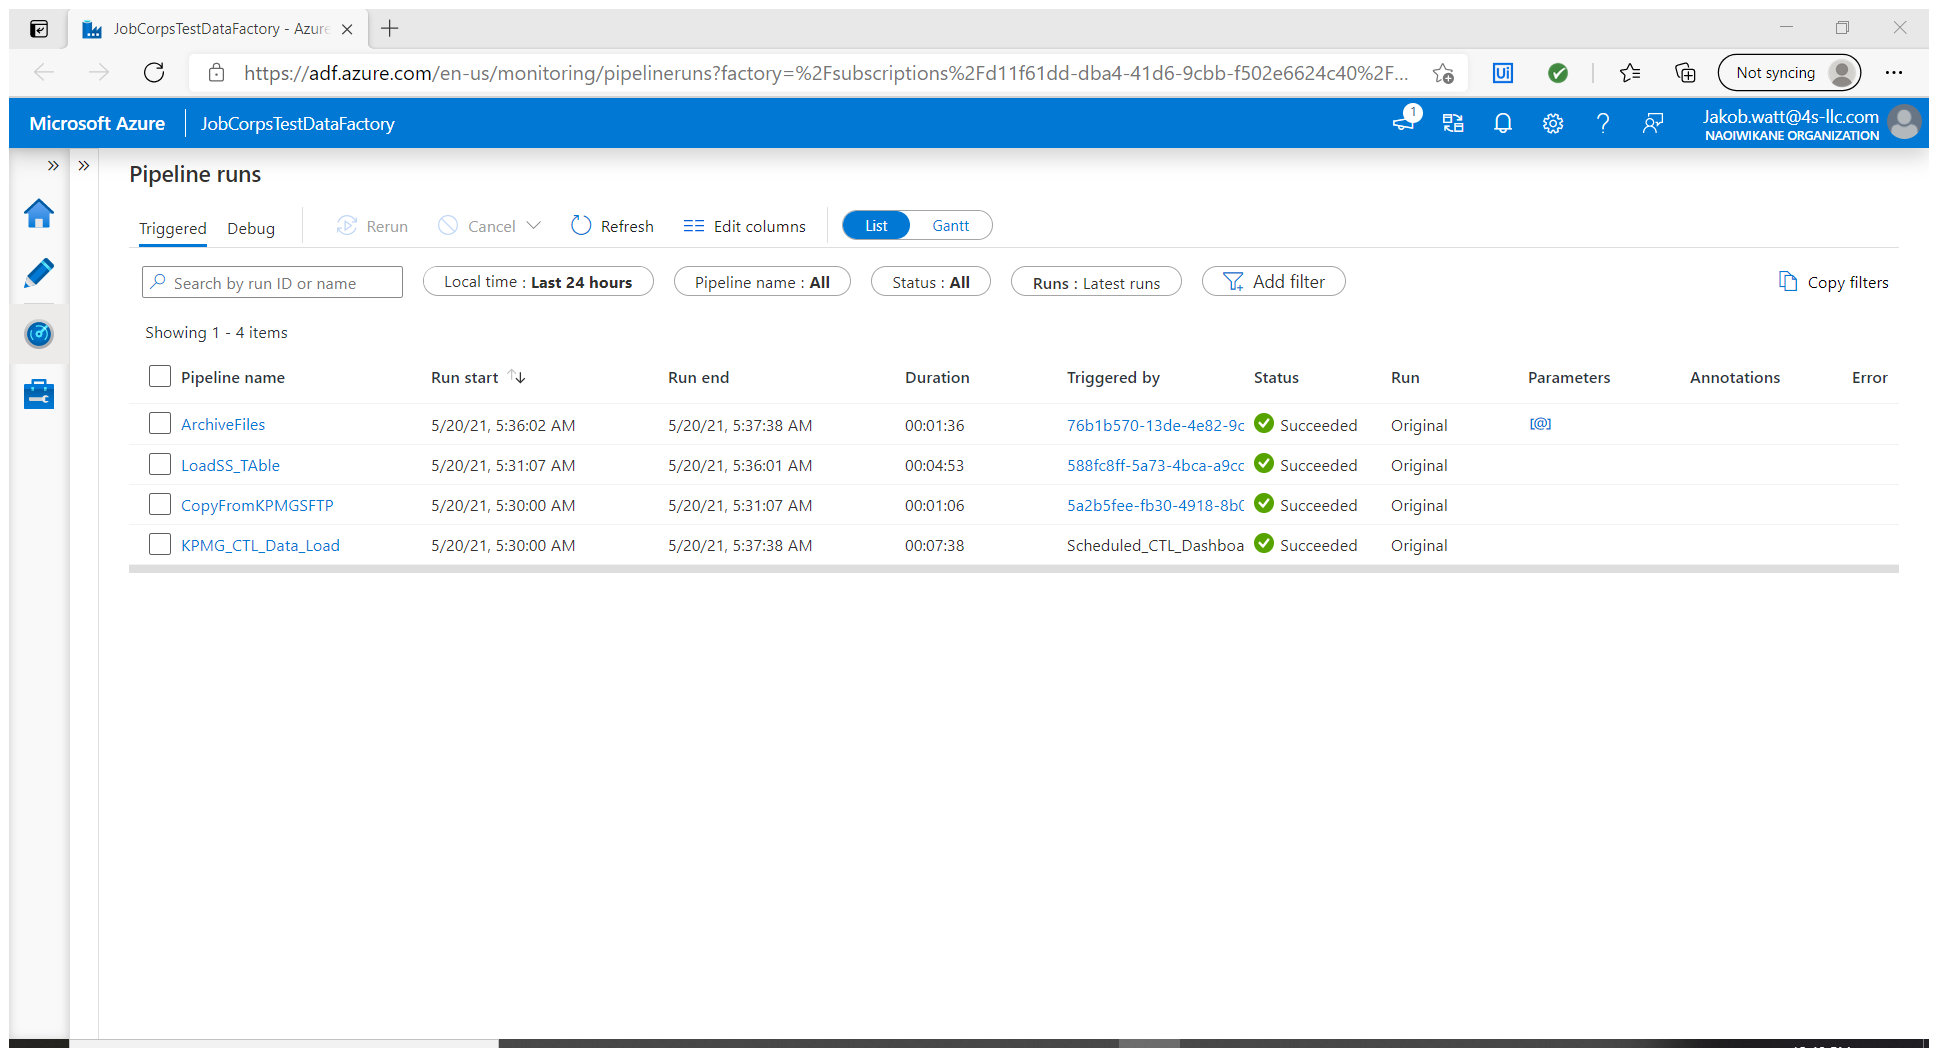 JobCorpsTestDataFactory - Azure
https://adf.azure.com/en-us/monitoring/pipelineruns?factory=%2Fsubscriptions%2Fd11f61dd-dba4-41d6-9cbb-f502e6624c40%2F...
Ui
Not syncing
Microsoft Azure
JobCorpsTestDataFactory
1
?
Jakob.watt@4s-llc.com
NAOIWIKANE ORGANIZATION
Pipeline runs
Triggered Debug Rerun Cancel Refresh Edit columns List Gantt
Search by run ID or name Local time : Last 24 hours Pipeline name : All Status : All Runs : Latest runs Add filter Copy filters
Showing 1 - 4 items
Pipeline name Run start Run end Duration Triggered by Status Run Parameters Annotations Error
ArchiveFiles 5/20/21, 5:36:02 AM 5/20/21, 5:37:38 AM 00:01:36 76b1b570-13de-4e82-9c Succeeded Original [@]
LoadSS_TAble 5/20/21, 5:31:07 AM 5/20/21, 5:36:01 AM 00:04:53 588fc8ff-5a73-4bca-a9cc Succeeded Original
CopyFromKPMGSFTP 5/20/21, 5:30:00 AM 5/20/21, 5:31:07 AM 00:01:06 5a2b5fee-fb30-4918-8b0 Succeeded Original
KPMG_CTL_Data_Load 5/20/21, 5:30:00 AM 5/20/21, 5:37:38 AM 00:07:38 Scheduled_CTL_Dashboa Succeeded Original